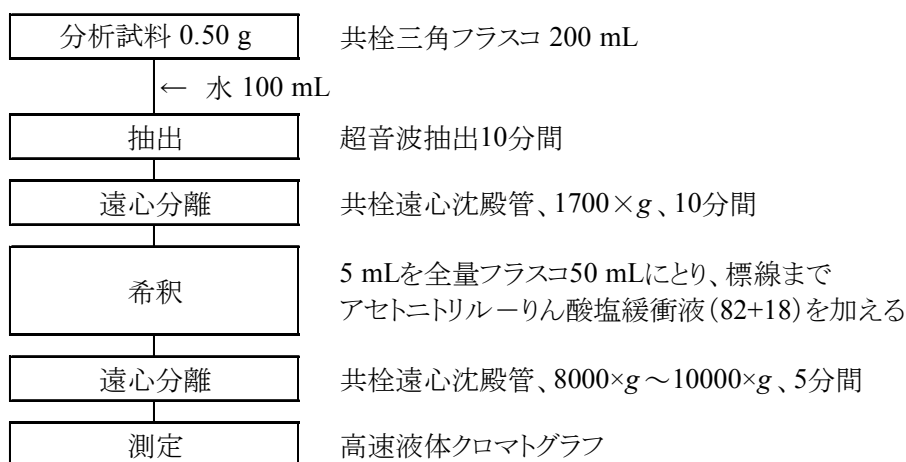 分析試料 0.50 g 共栓三角フラスコ 200 mL
← 水 100 mL
抽出 超音波抽出10分間
遠心分離 共栓遠心沈殿管、1700×g、10分間
希釈 5 mLを全量フラスコ50 mLにとり、標線まで
アセトニトリル－りん酸塩緩衝液(82+18)を加える
遠心分離 共栓遠心沈殿管、8000×g～10000×g、5分間
測定 高速液体クロマトグラフ